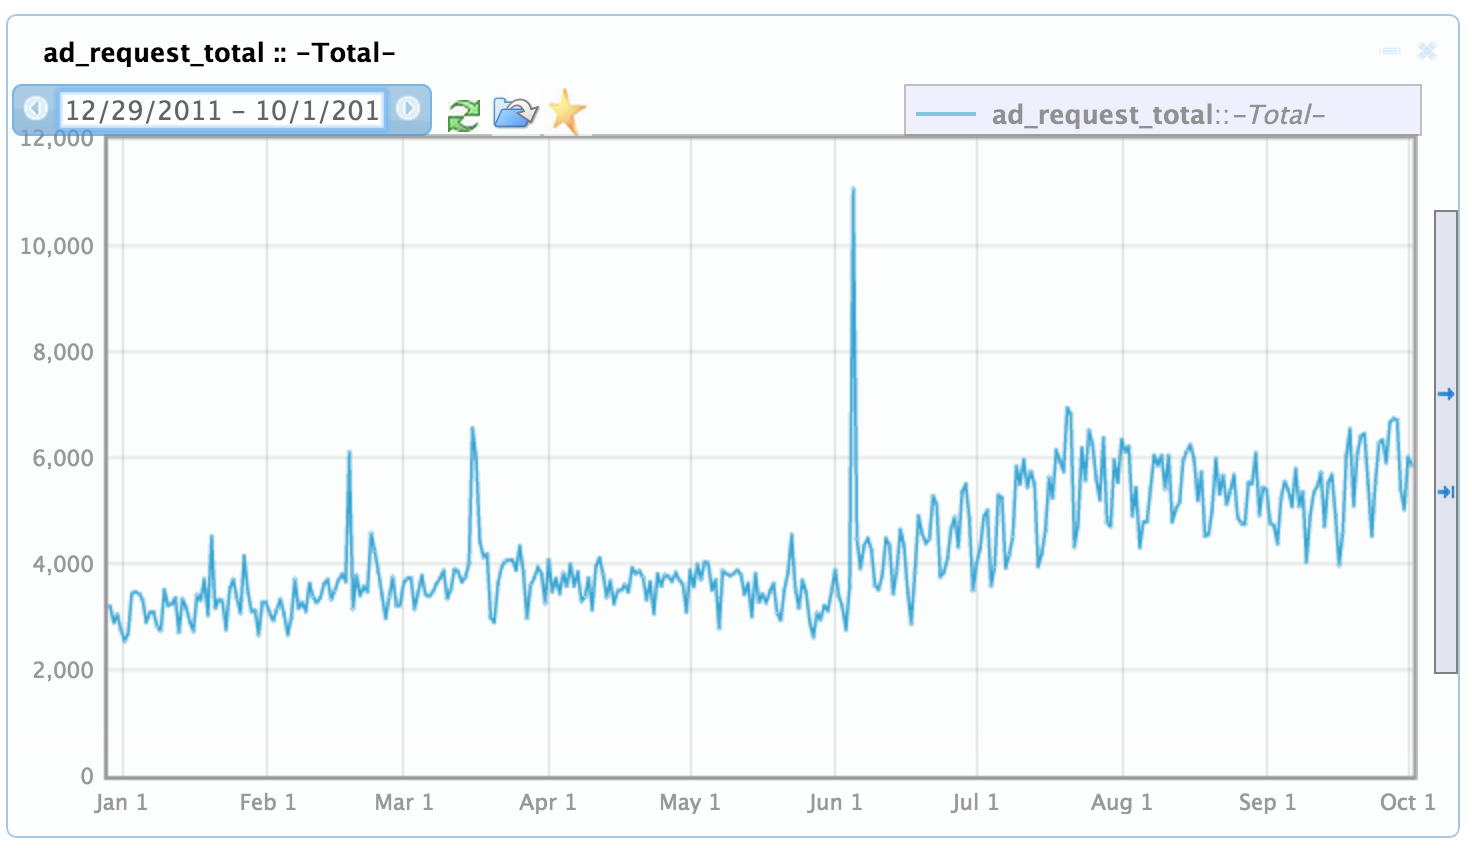 ad_request_total :: -Total-
12/29/2011 - 10/1/201
ad_request_total::-Total-
12,000
10,000
8,000
6,000
4,000
2,000
0
Jan 1 Feb 1 Mar 1 Apr 1 May 1 Jun 1 Jul 1 Aug 1 Sep 1 Oct 1